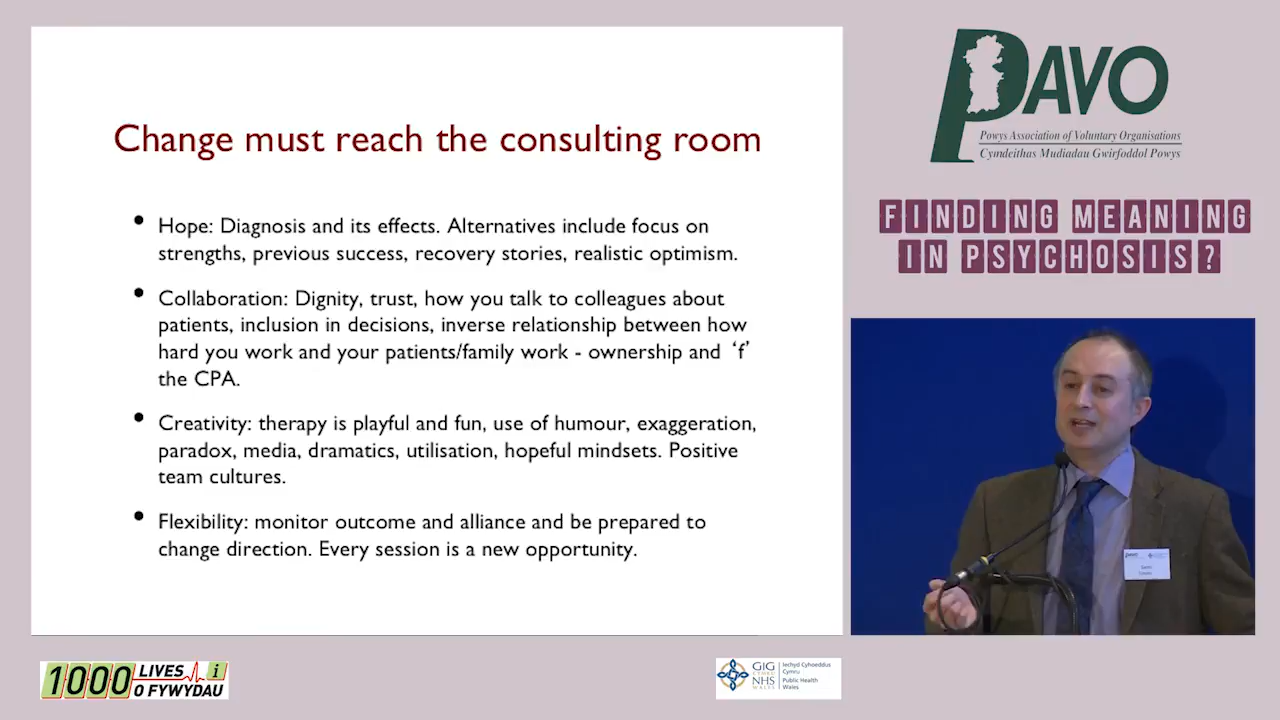 Change must reach the consulting room
• Hope: Diagnosis and its effects. Alternatives include focus on
strengths, previous success, recovery stories, realistic optimism.
• Collaboration: Dignity, trust, how you talk to colleagues about
patients, inclusion in decisions, inverse relationship between how
hard you work and your patients/family work - ownership and ‘f’
the CPA.
• Creativity: therapy is playful and fun, use of humour, exaggeration,
paradox, media, dramatics, utilisation, hopeful mindsets. Positive
team cultures.
• Flexibility: monitor outcome and alliance and be prepared to
change direction. Every session is a new opportunity.
PAVO
Powys Association of Voluntary Organisations
Cymdeithas Mudiadau Gwirfoddol Powys
FINDING MEANING
IN PSYCHOSIS?
1000 LIVES i
O FYWYDAU
GIG
CYMRU
NHS
WALES
Iechyd Cyhoeddus
Cymru
Public Health
Wales